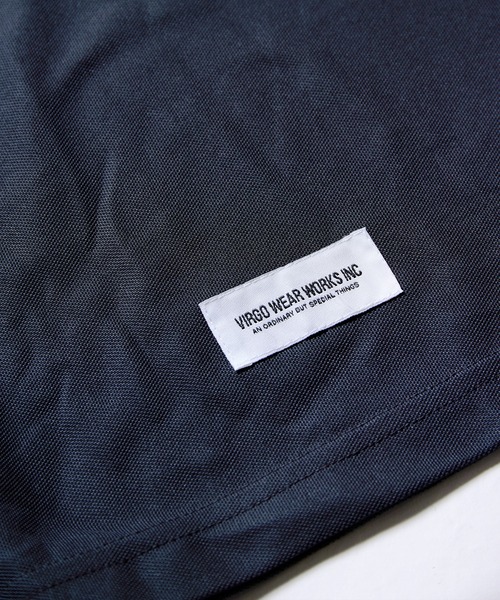 VIRGO WEAR WORKS INC
AN ORDINARY BUT SPECIAL THINGS